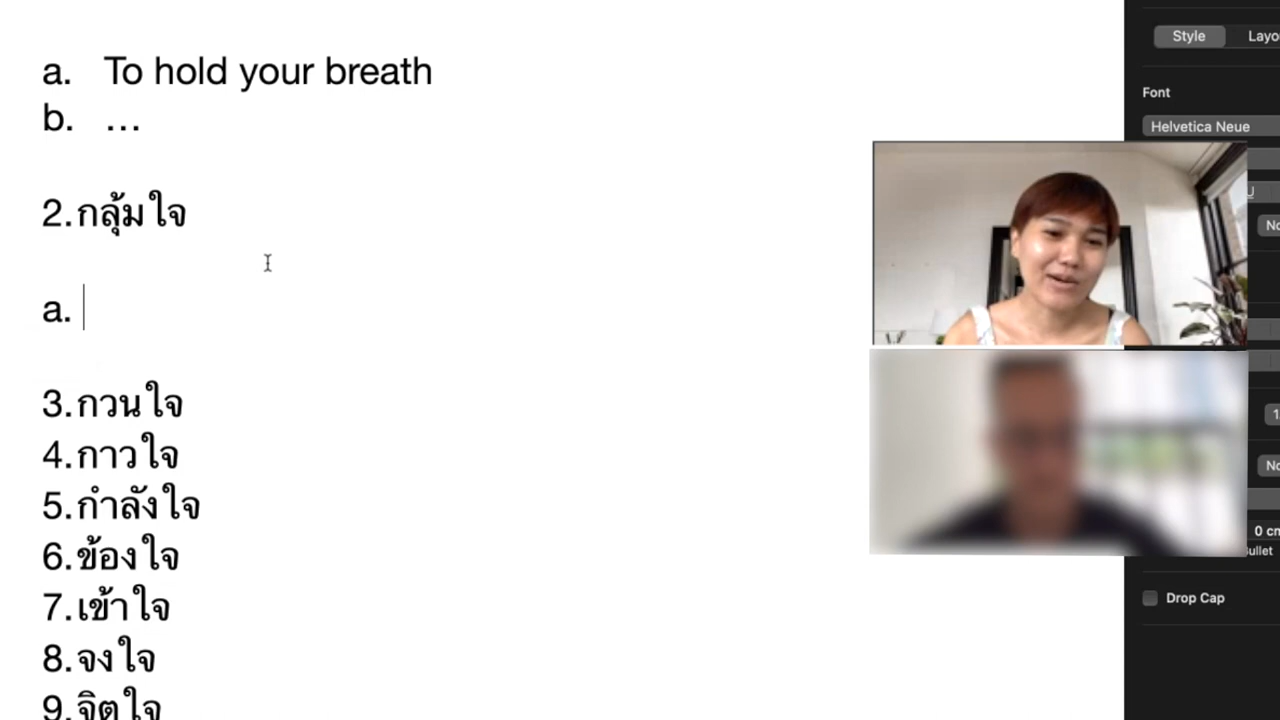 a. To hold your breath
b. ...
2. กลุ้มใจ
a.
3. กวนใจ
4. กาวใจ
5. กำลังใจ
6. ข้องใจ
7. เข้าใจ
8. จงใจ
9. จิตใจ
Style
Font
Helvetica Neue
U
0 cm
Drop Cap